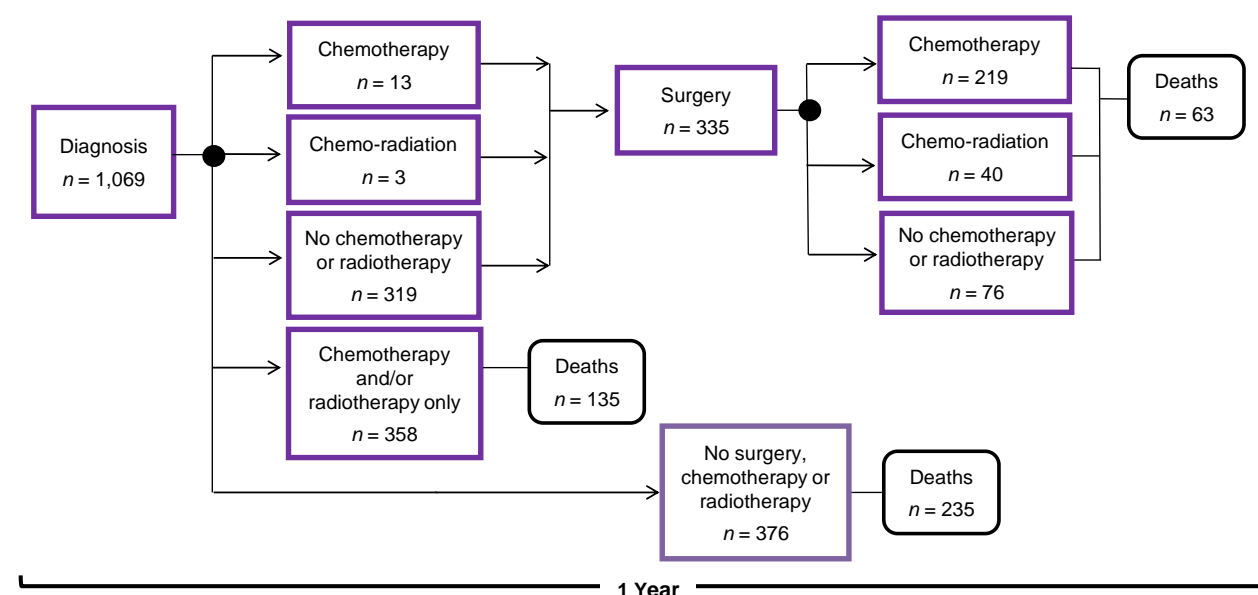 Diagnosis
n = 1,069
Chemotherapy
n = 13
Chemo-radiation
n = 3
No chemotherapy
or radiotherapy
n = 319
Chemotherapy
and/or
radiotherapy only
n = 358
Deaths
n = 135
Surgery
n = 335
Chemotherapy
n = 219
Chemo-radiation
n = 40
No chemotherapy
or radiotherapy
n = 76
Deaths
n = 63
No surgery,
chemotherapy or
radiotherapy
n = 376
Deaths
n = 235
1 Year